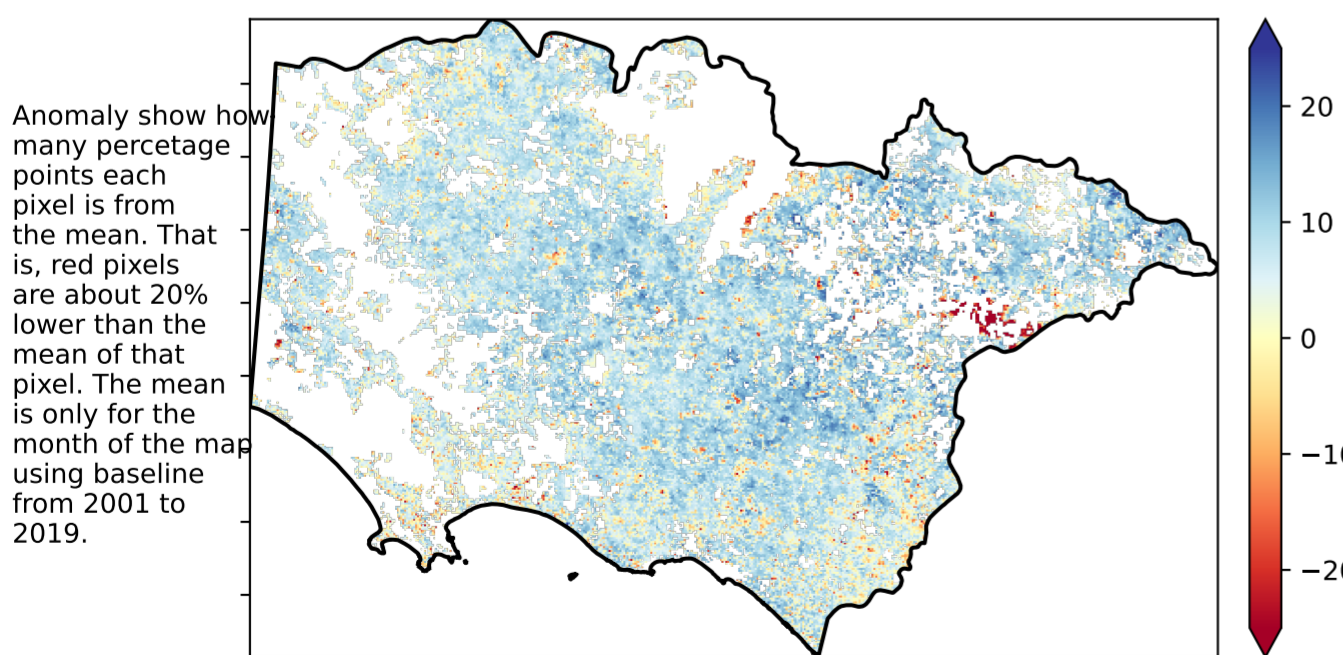 Anomaly show how
many percetage
points each
pixel is from
the mean. That
is, red pixels
are about 20%
lower than the
mean of that
pixel. The mean
is only for the
month of the map
using baseline
from 2001 to
2019.
20
10
0
−10
−20